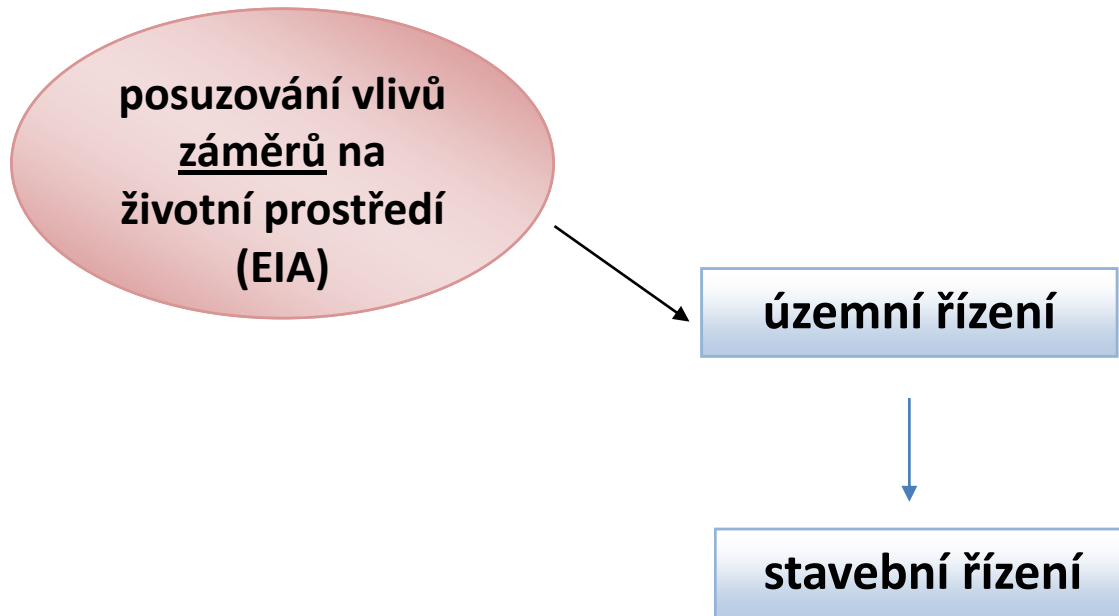 posuzování vlivů
záměrů na
životní prostředí
(EIA)
územní řízení
stavební řízení